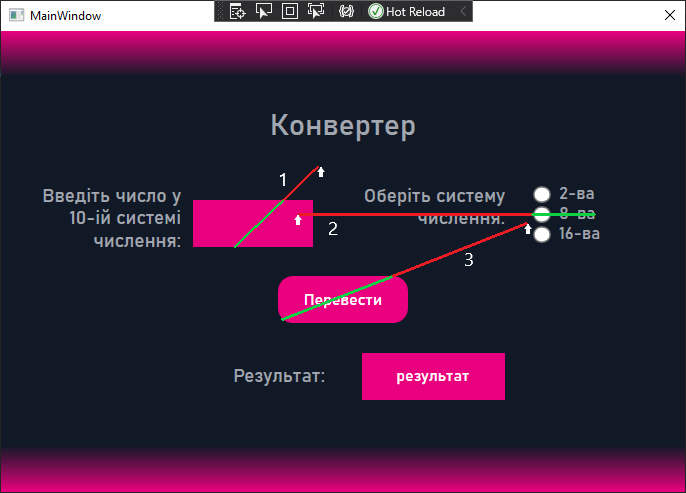 MainWindow
Hot Reload
Конвертер
1
Введіть число у
10-ій системі
числення:
Оберіть систему
числення:
2-ва
8-ва
16-ва
2
3
Перевести
Результат:
результат